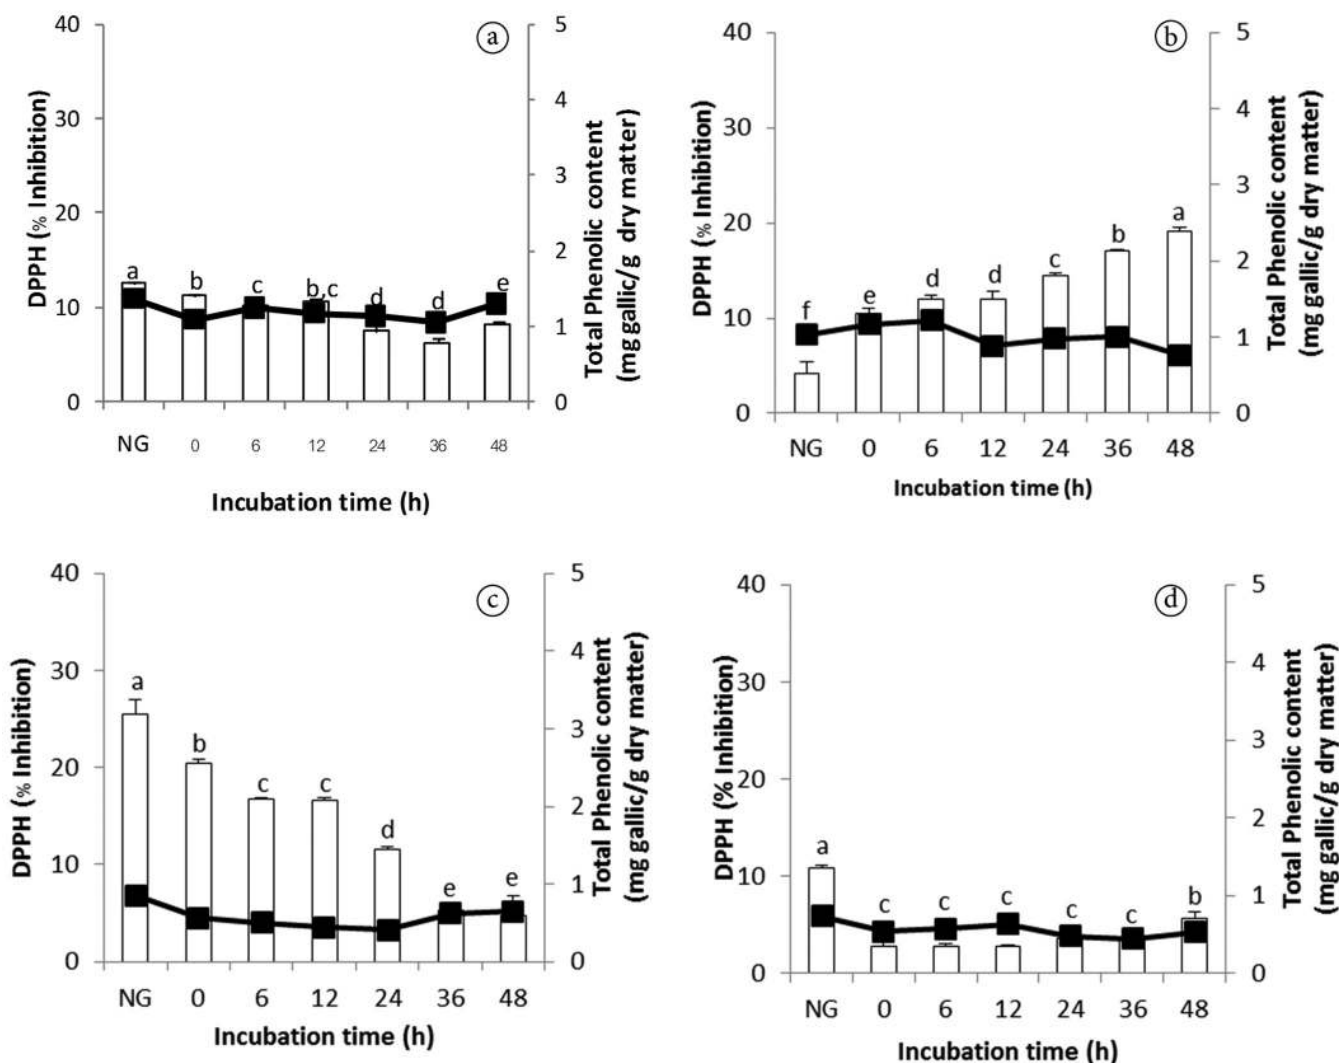 a
40
30
20
10
0
5
4
3
2
1
0
DPPH (% Inhibition)
Total Phenolic content
(mg gallic/g dry matter)
a b c b,c d d e
NG 0 6 12 24 36 48
Incubation time (h)
b
40
30
20
10
0
5
4
3
2
1
0
DPPH (% Inhibition)
Total Phenolic content
(mg gallic/g dry matter)
f e d d c b a
NG 0 6 12 24 36 48
Incubation time (h)
c
40
30
20
10
0
5
4
3
2
1
0
DPPH (% Inhibition)
Total Phenolic content
(mg gallic/g dry matter)
a b c c d e e
NG 0 6 12 24 36 48
Incubation time (h)
d
40
30
20
10
0
5
4
3
2
1
0
DPPH (% Inhibition)
Total Phenolic content
(mg gallic/g dry matter)
a c c c c c b
NG 0 6 12 24 36 48
Incubation time (h)